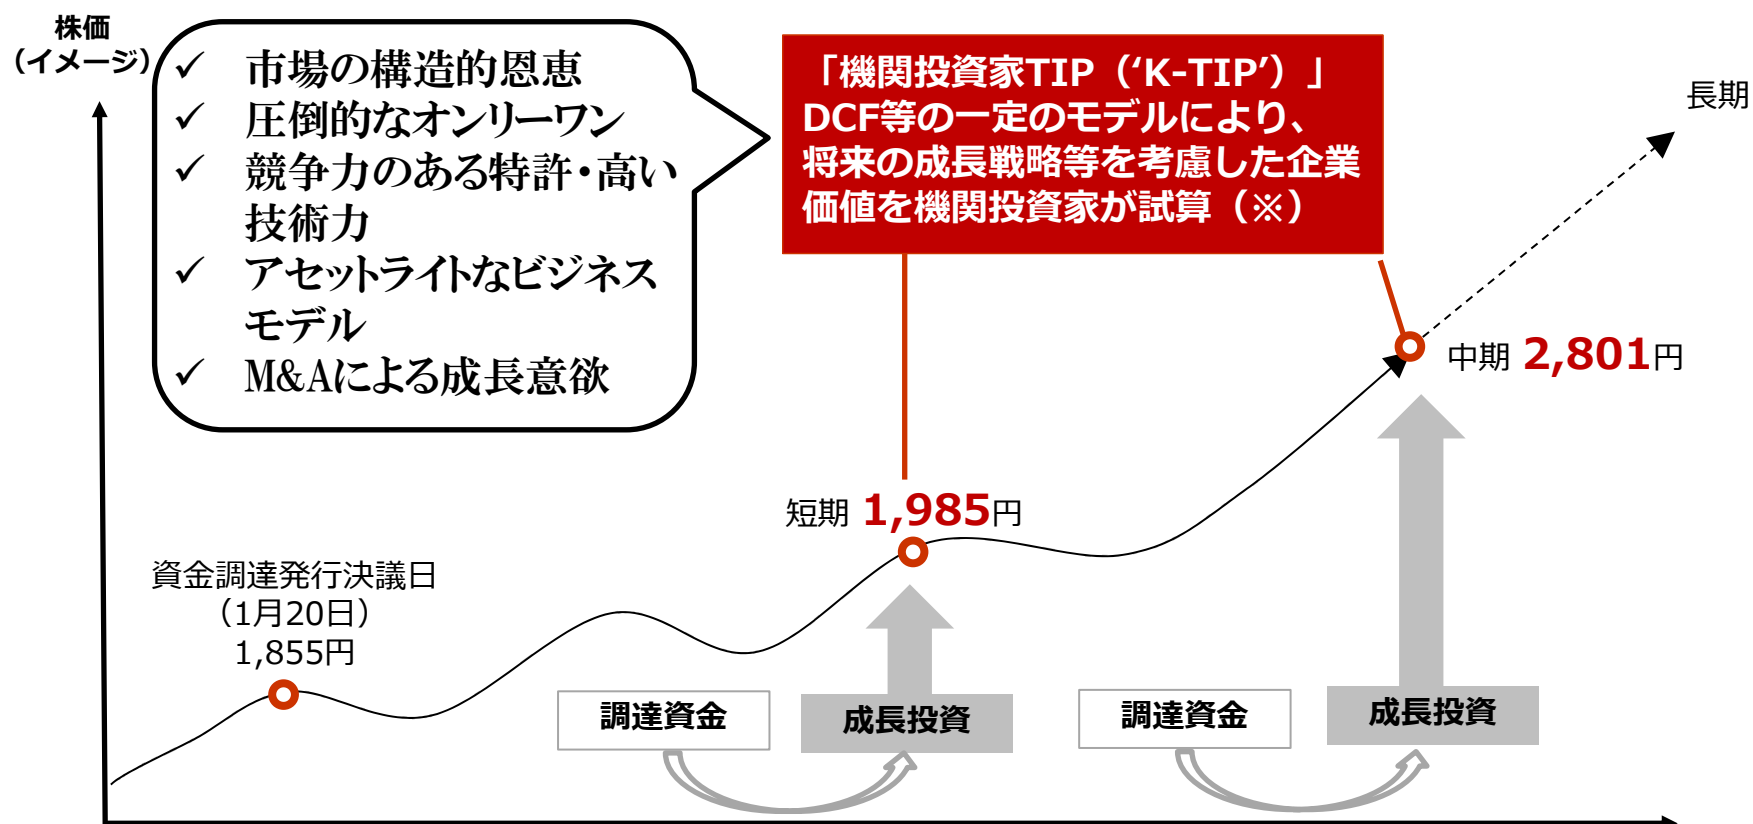 株価
（イメージ）
✓ 市場の構造的恩恵
✓ 圧倒的なオンリーワン
✓ 競争力のある特許・高い
技術力
✓ アセットライトなビジネス
モデル
✓ M&Aによる成長意欲
「機関投資家TIP（‘K-TIP’）」
DCF等の一定のモデルにより、
将来の成長戦略等を考慮した企業
価値を機関投資家が試算（※）
長期
中期 2,801円
短期 1,985円
資金調達発行決議日
（1月20日）
1,855円
調達資金
成長投資
調達資金
成長投資